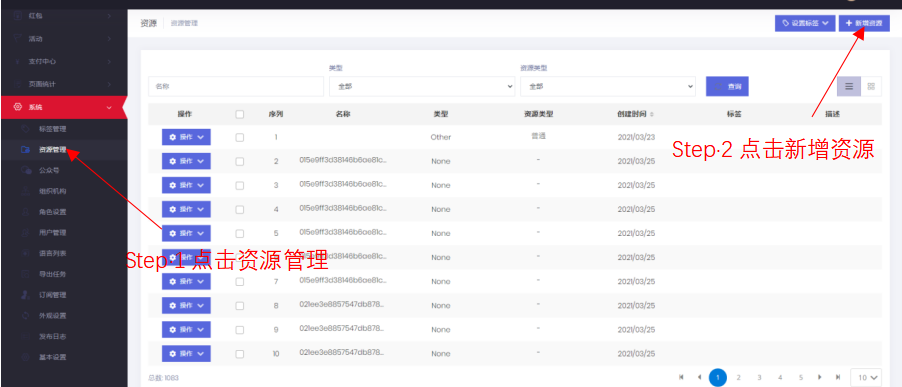 红包
资源 资源管理
设置标签
+ 新增资源
活动
支付中心
页面统计
类型
资源类型
名称
全部
全部
查询
系统
操作 序列 名称 类型 资源类型 创建时间 标签 描述
标签管理
操作 1 Other 普通 2021/03/23
资源管理
操作 2 015e9ff3d38146b6ae81c... None - 2021/03/25
公众号
操作 3 015e9ff3d38146b6ae81c... None - 2021/03/25
组织机构
角色设置
操作 4 015e9ff3d38146b6ae81c... None - 2021/03/25
用户管理
操作 5 015e9ff3d38146b6ae81c... None - 2021/03/25
语言列表
操作 None - 2021/03/25
导出任务
操作 7 015e9ff3d38146b6ae81c... None - 2021/03/25
订阅管理
操作 8 021ee3e8857547db878... None - 2021/03/25
外观设置
操作 9 021ee3e8857547db878... None - 2021/03/25
发布日志
操作 10 021ee3e8857547db878... None - 2021/03/25
基本设置
总数: 1083
1 2 3 4 5
10
Step·1 点击资源管理
Step·2 点击新增资源